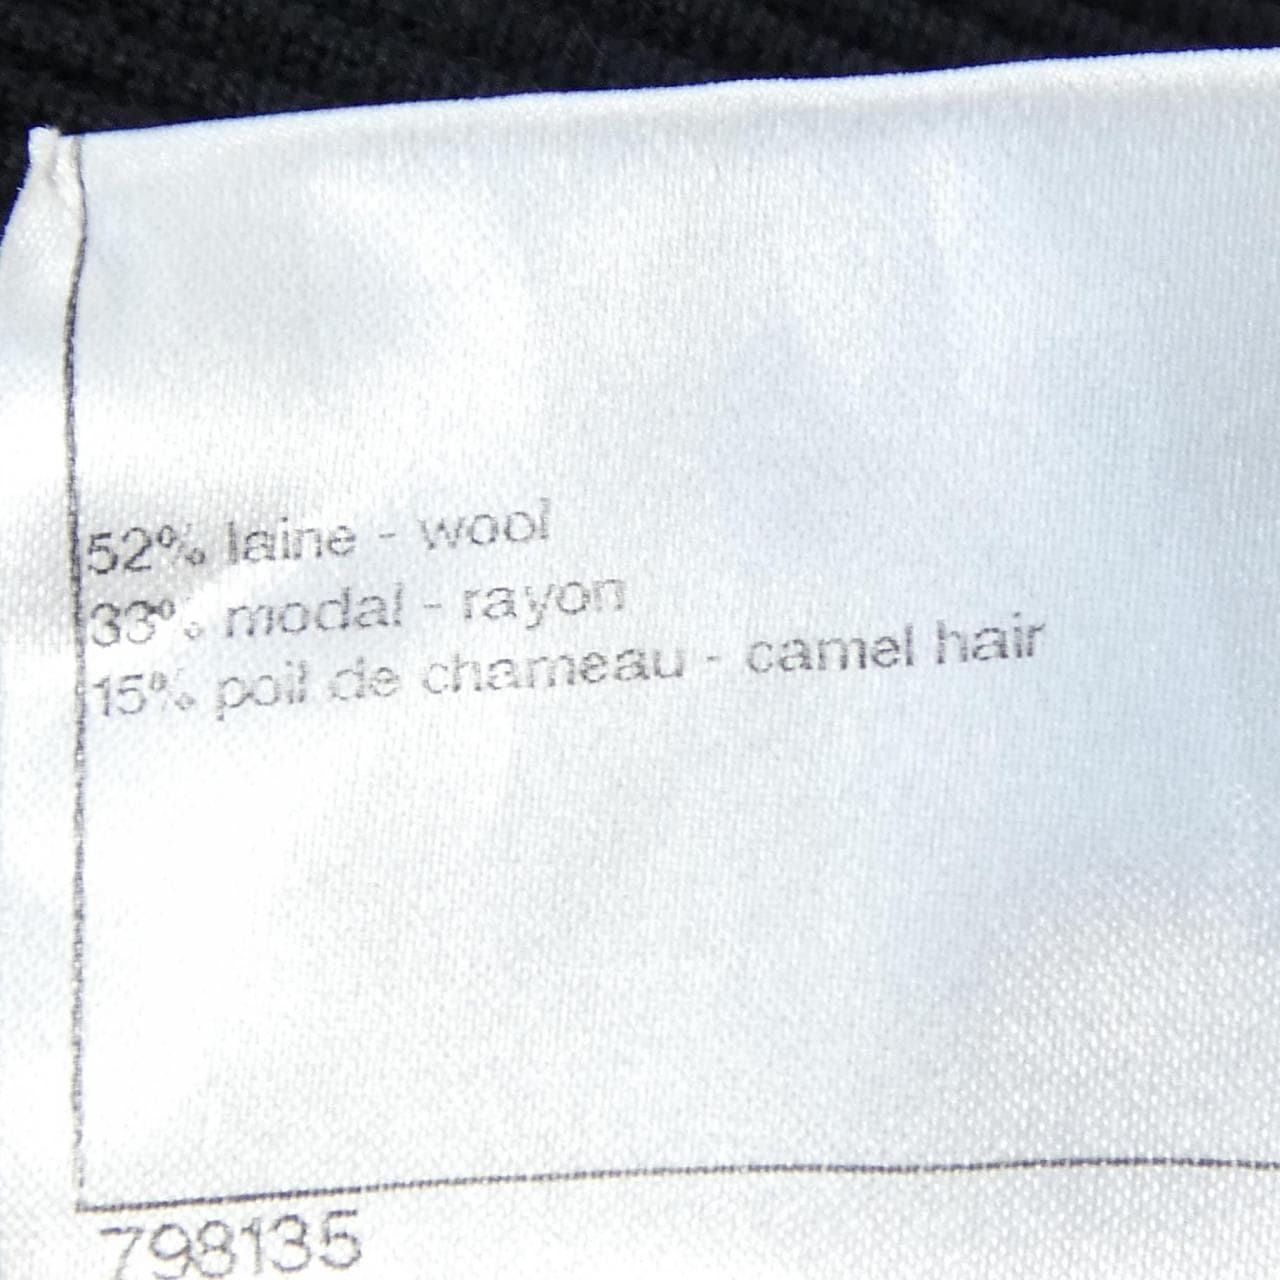 52% laine - wool
33% modal - rayon
15% poil de chameau - camel hair
798135